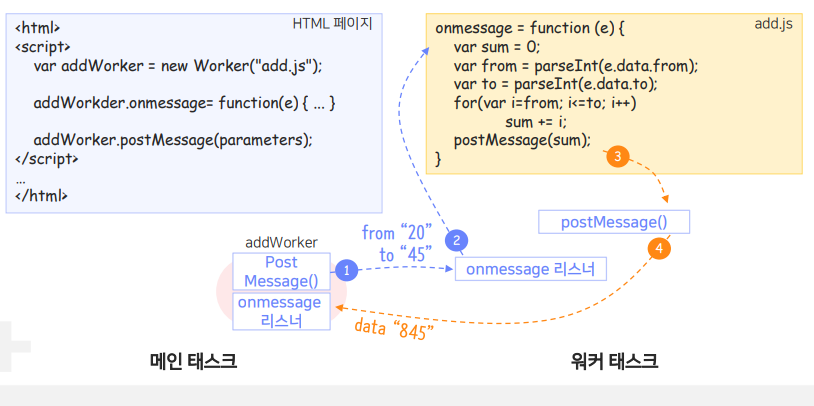 HTML 페이지
<html>
<script>
var addWorker = new Worker("add.js");
addWorkder.onmessage= function(e) { ... }
addWorker.postMessage(parameters);
</script>
...
</html>
add.js
onmessage = function (e) {
var sum = 0;
var from = parseInt(e.data.from);
var to = parseInt(e.data.to);
for(var i=from; i<=to; i++)
sum += i;
postMessage(sum);
}
3
postMessage()
4
addWorker
Post
Message()
onmessage
리스너
1
from “20”
to “45”
2
onmessage 리스너
data “845”
메인 태스크
워커 태스크